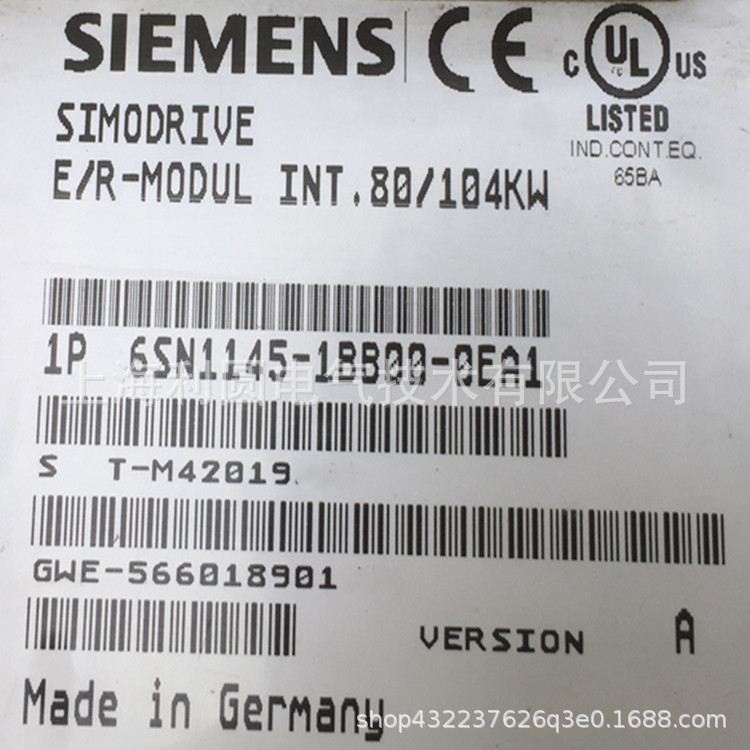 SIEMENS CE c UL US
LISTED
SIMODRIVE
IND.CONT.EQ.
E/R-MODUL INT.80/104KW
65BA
1P 6SN1145-1BB00-0EA1
上海利圆电气技术有限公司
S T-M42019
GWE-566018901
VERSION A
Made in Germany
shop432237626q3e0.1688.com